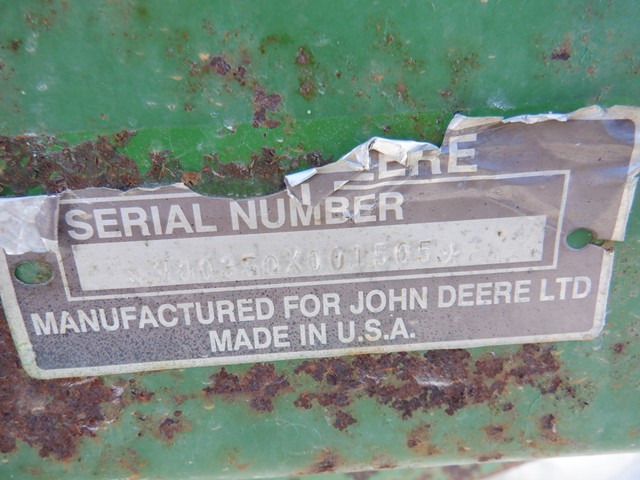 SERIAL NUMBER
MANUFACTURED FOR JOHN DEERE LTD
MADE IN U.S.A.